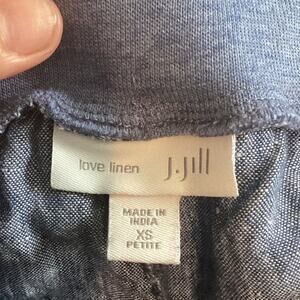 love linen J.Jill
MADE IN
INDIA
XS
PETITE